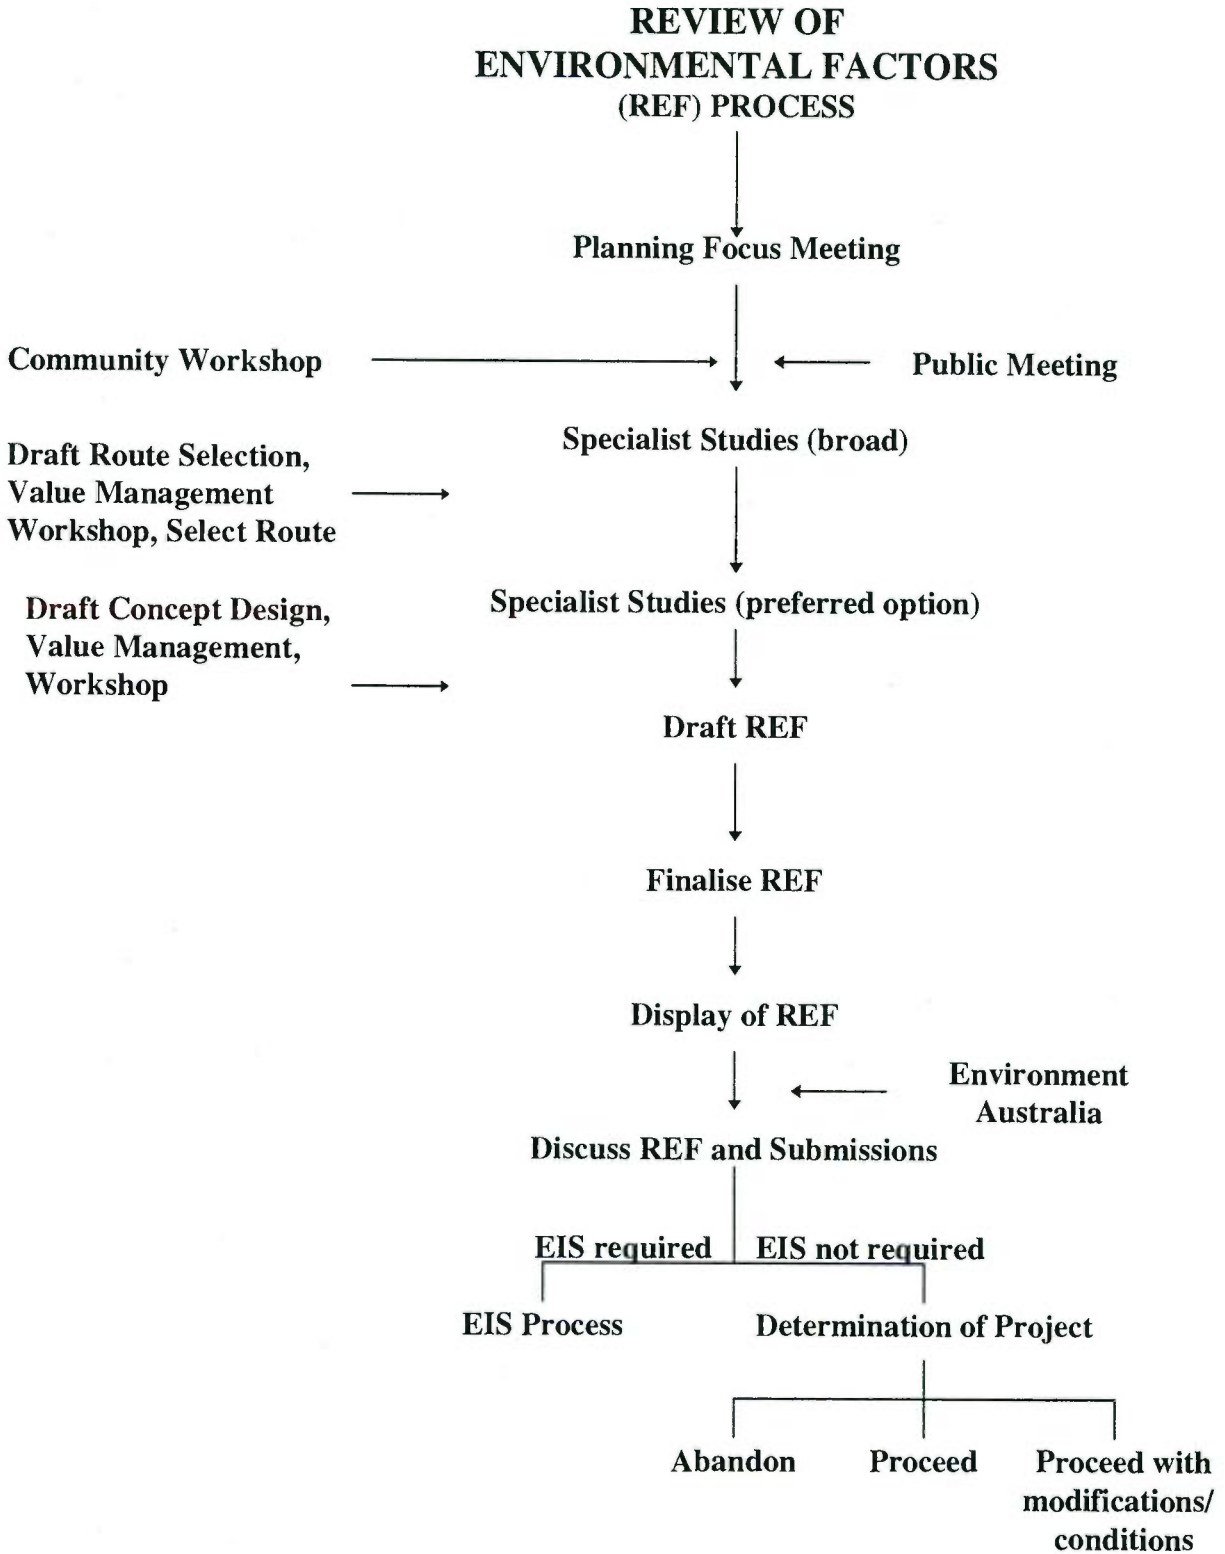 REVIEW OF
ENVIRONMENTAL FACTORS
(REF) PROCESS
Planning Focus Meeting
Community Workshop
Public Meeting
Specialist Studies (broad)
Draft Route Selection,
Value Management
Workshop, Select Route
Specialist Studies (preferred option)
Draft Concept Design,
Value Management,
Workshop
Draft REF
Finalise REF
Display of REF
Environment
Australia
Discuss REF and Submissions
EIS required
EIS not required
EIS Process
Determination of Project
Abandon
Proceed
Proceed with
modifications/
conditions